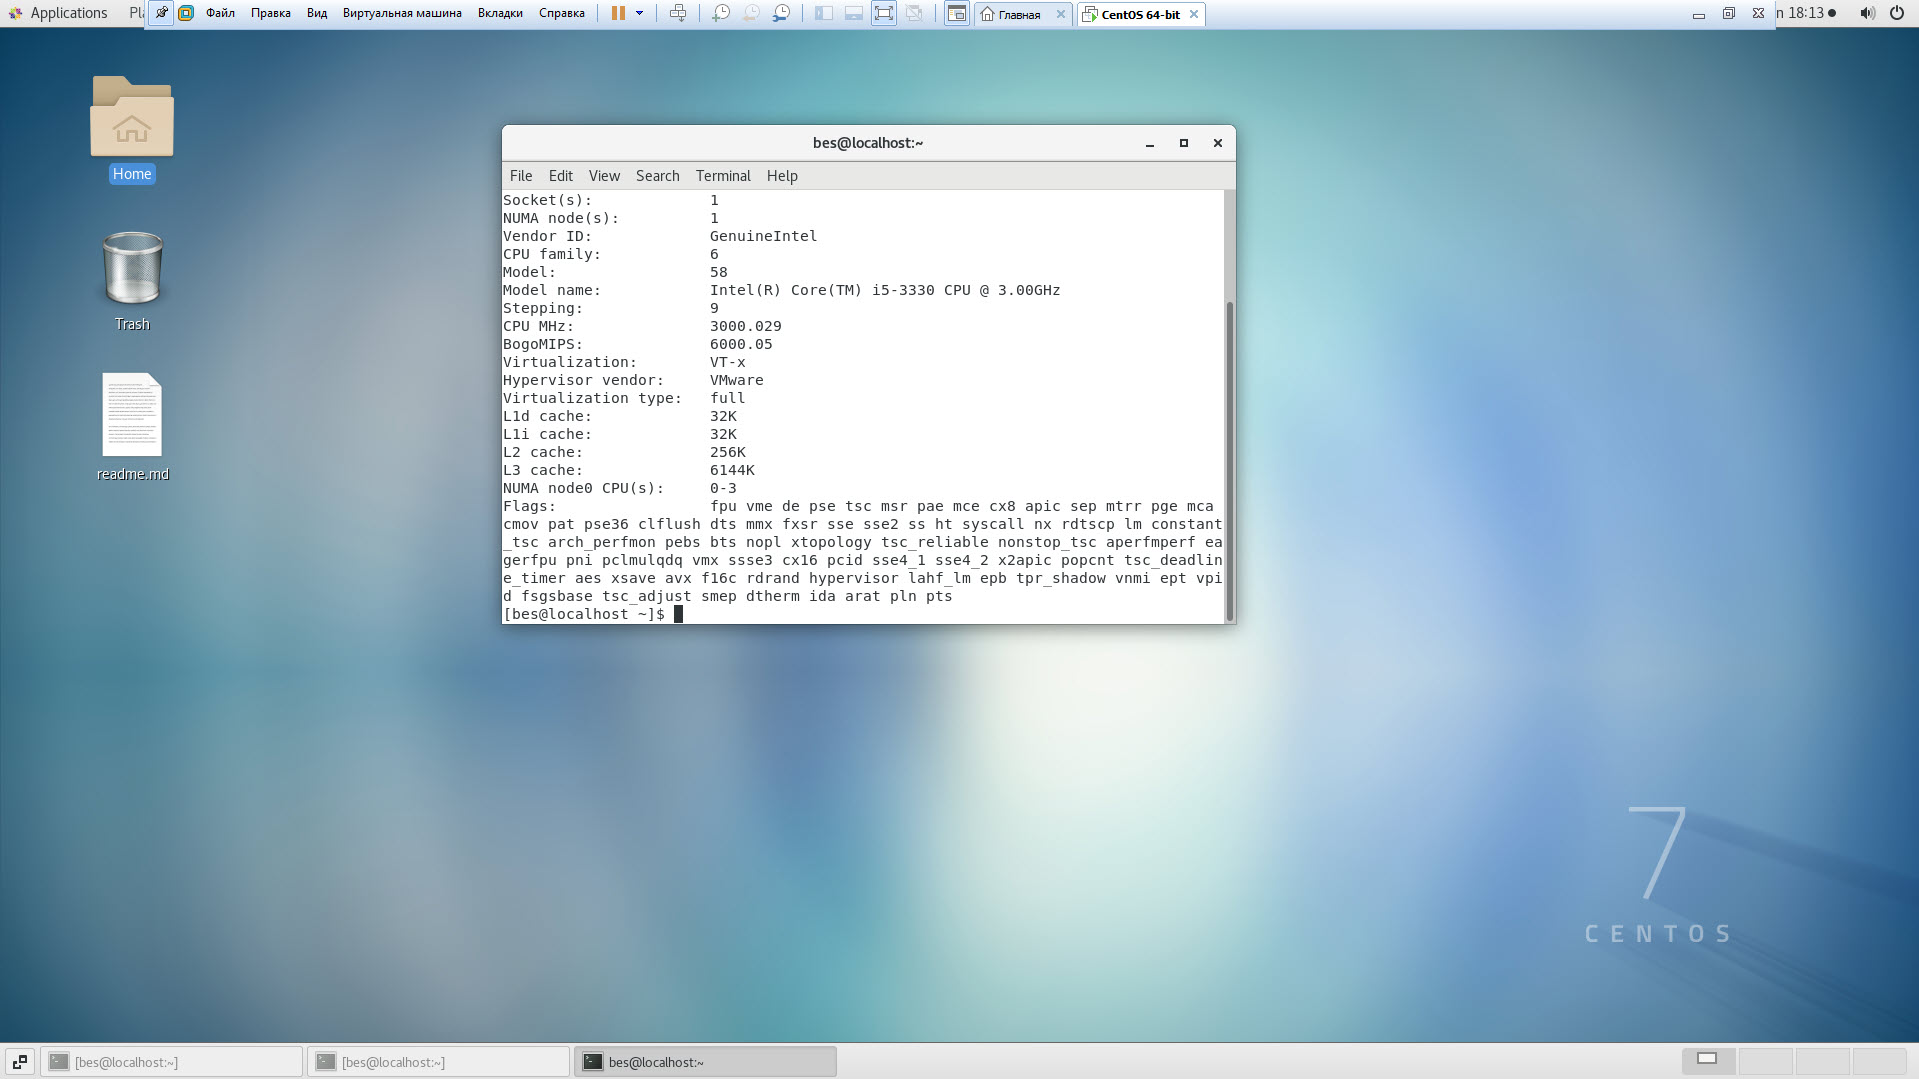 Applications Файл Правка Вид Виртуальная машина Вкладки Справка Главная CentOS 64-bit 18:13
Home
Trash
readme.md
bes@localhost:~
File Edit View Search Terminal Help
Socket(s): 1
NUMA node(s): 1
Vendor ID: GenuineIntel
CPU family: 6
Model: 58
Model name: Intel(R) Core(TM) i5-3330 CPU @ 3.00GHz
Stepping: 9
CPU MHz: 3000.029
BogoMIPS: 6000.05
Virtualization: VT-x
Hypervisor vendor: VMware
Virtualization type: full
L1d cache: 32K
L1i cache: 32K
L2 cache: 256K
L3 cache: 6144K
NUMA node0 CPU(s): 0-3
Flags: fpu vme de pse tsc msr pae mce cx8 apic sep mtrr pge mca
cmov pat pse36 clflush dts mmx fxsr sse sse2 ss ht syscall nx rdtscp lm constant
_tsc arch_perfmon pebs bts nopl xtopology tsc_reliable nonstop_tsc aperfmperf ea
gerfpu pni pclmulqdq vmx ssse3 cx16 pcid sse4_1 sse4_2 x2apic popcnt tsc_deadlin
e_timer aes xsave avx f16c rdrand hypervisor lahf_lm epb tpr_shadow vnmi ept vpi
d fsgsbase tsc_adjust smep dtherm ida arat pln pts
[bes@localhost ~]$
7
CENTOS
[bes@localhost:~] [bes@localhost:~] bes@localhost:~